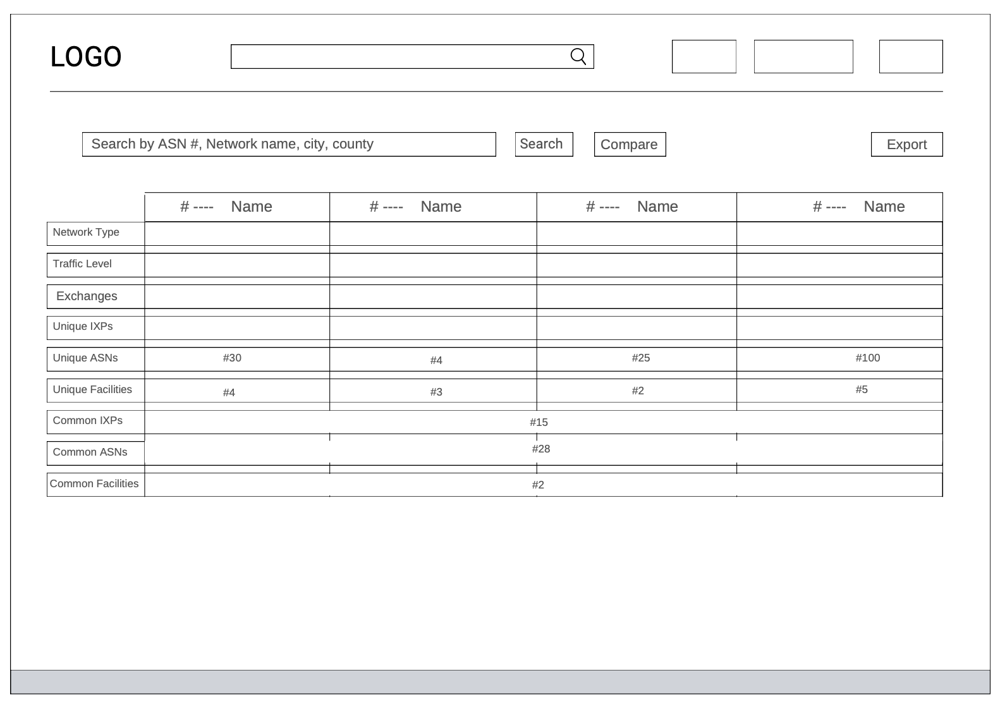 LOGO
Search by ASN #, Network name, city, county
Search
Compare
Export
# ---- Name # ---- Name # ---- Name # ---- Name
Network Type
Traffic Level
Exchanges
Unique IXPs
Unique ASNs #30 #4 #25 #100
Unique Facilities #4 #3 #2 #5
Common IXPs #15
Common ASNs #28
Common Facilities #2